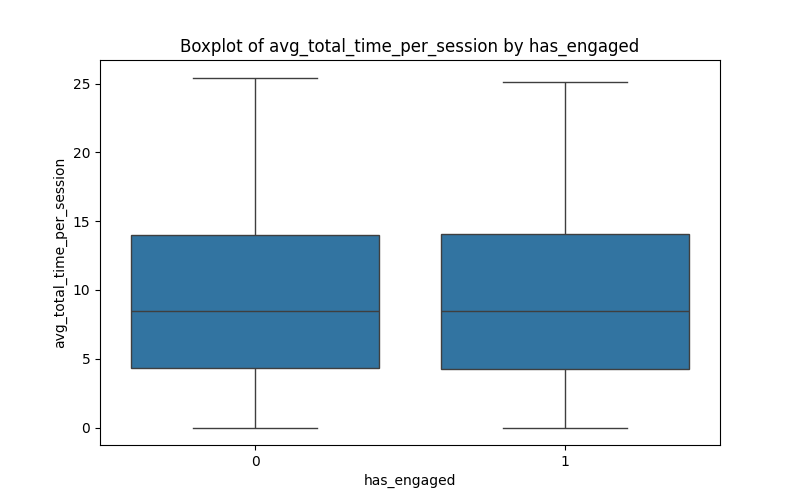 Boxplot of avg_total_time_per_session by has_engaged
avg_total_time_per_session
25
20
15
10
5
0
0
1
has_engaged